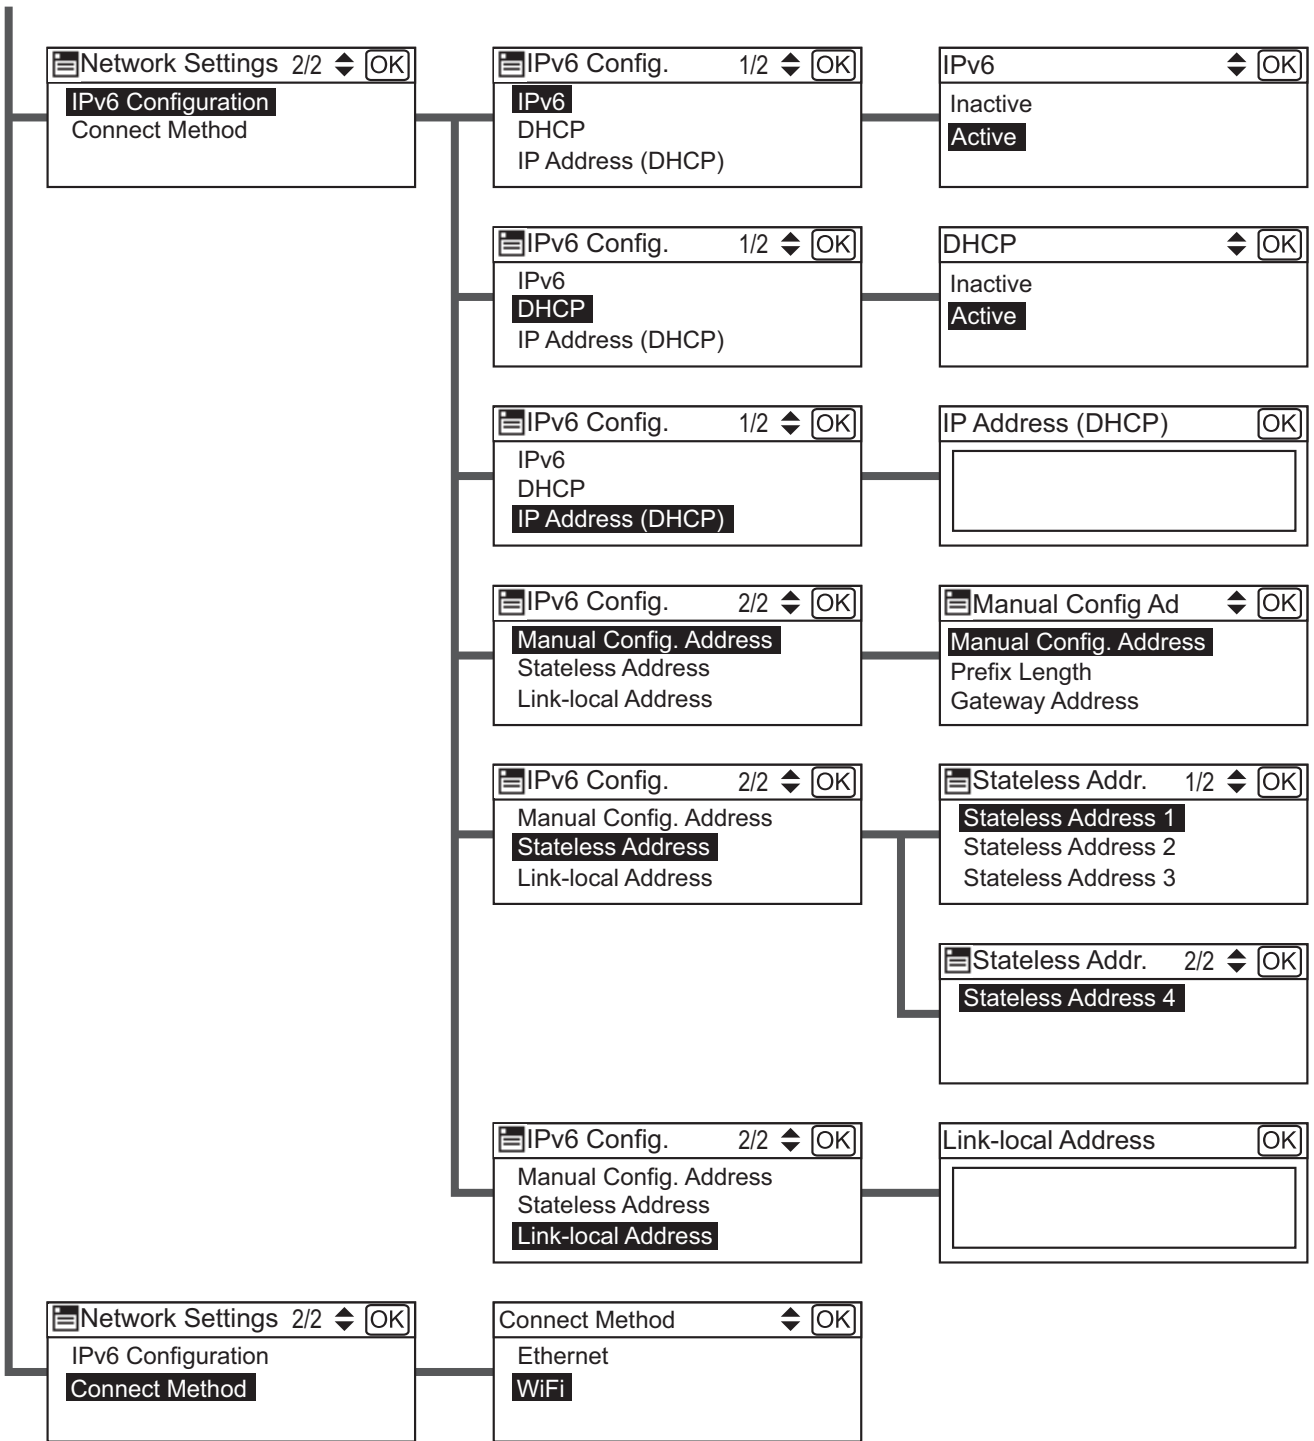 Network Settings 2/2 OK
IPv6 Configuration
Connect Method
IPv6 Config. 1/2 OK
IPv6
DHCP
IP Address (DHCP)
IPv6 OK
Inactive
Active
IPv6 Config. 1/2 OK
IPv6
DHCP
IP Address (DHCP)
DHCP OK
Inactive
Active
IPv6 Config. 1/2 OK
IPv6
DHCP
IP Address (DHCP)
IP Address (DHCP) OK
IPv6 Config. 2/2 OK
Manual Config. Address
Stateless Address
Link-local Address
Manual Config Ad OK
Manual Config. Address
Prefix Length
Gateway Address
IPv6 Config. 2/2 OK
Manual Config. Address
Stateless Address
Link-local Address
Stateless Addr. 1/2 OK
Stateless Address 1
Stateless Address 2
Stateless Address 3
Stateless Addr. 2/2 OK
Stateless Address 4
IPv6 Config. 2/2 OK
Manual Config. Address
Stateless Address
Link-local Address
Link-local Address OK
Network Settings 2/2 OK
IPv6 Configuration
Connect Method
Connect Method OK
Ethernet
WiFi